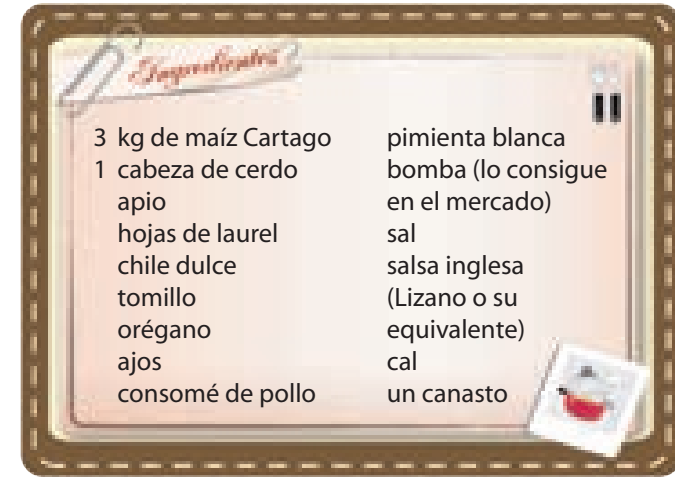 Ingredientes
3 kg de maíz Cartago
1 cabeza de cerdo
apio
hojas de laurel
chile dulce
tomillo
orégano
ajos
consomé de pollo
pimienta blanca
bomba (lo consigue
en el mercado)
sal
salsa inglesa
(Lizano o su
equivalente)
cal
un canasto